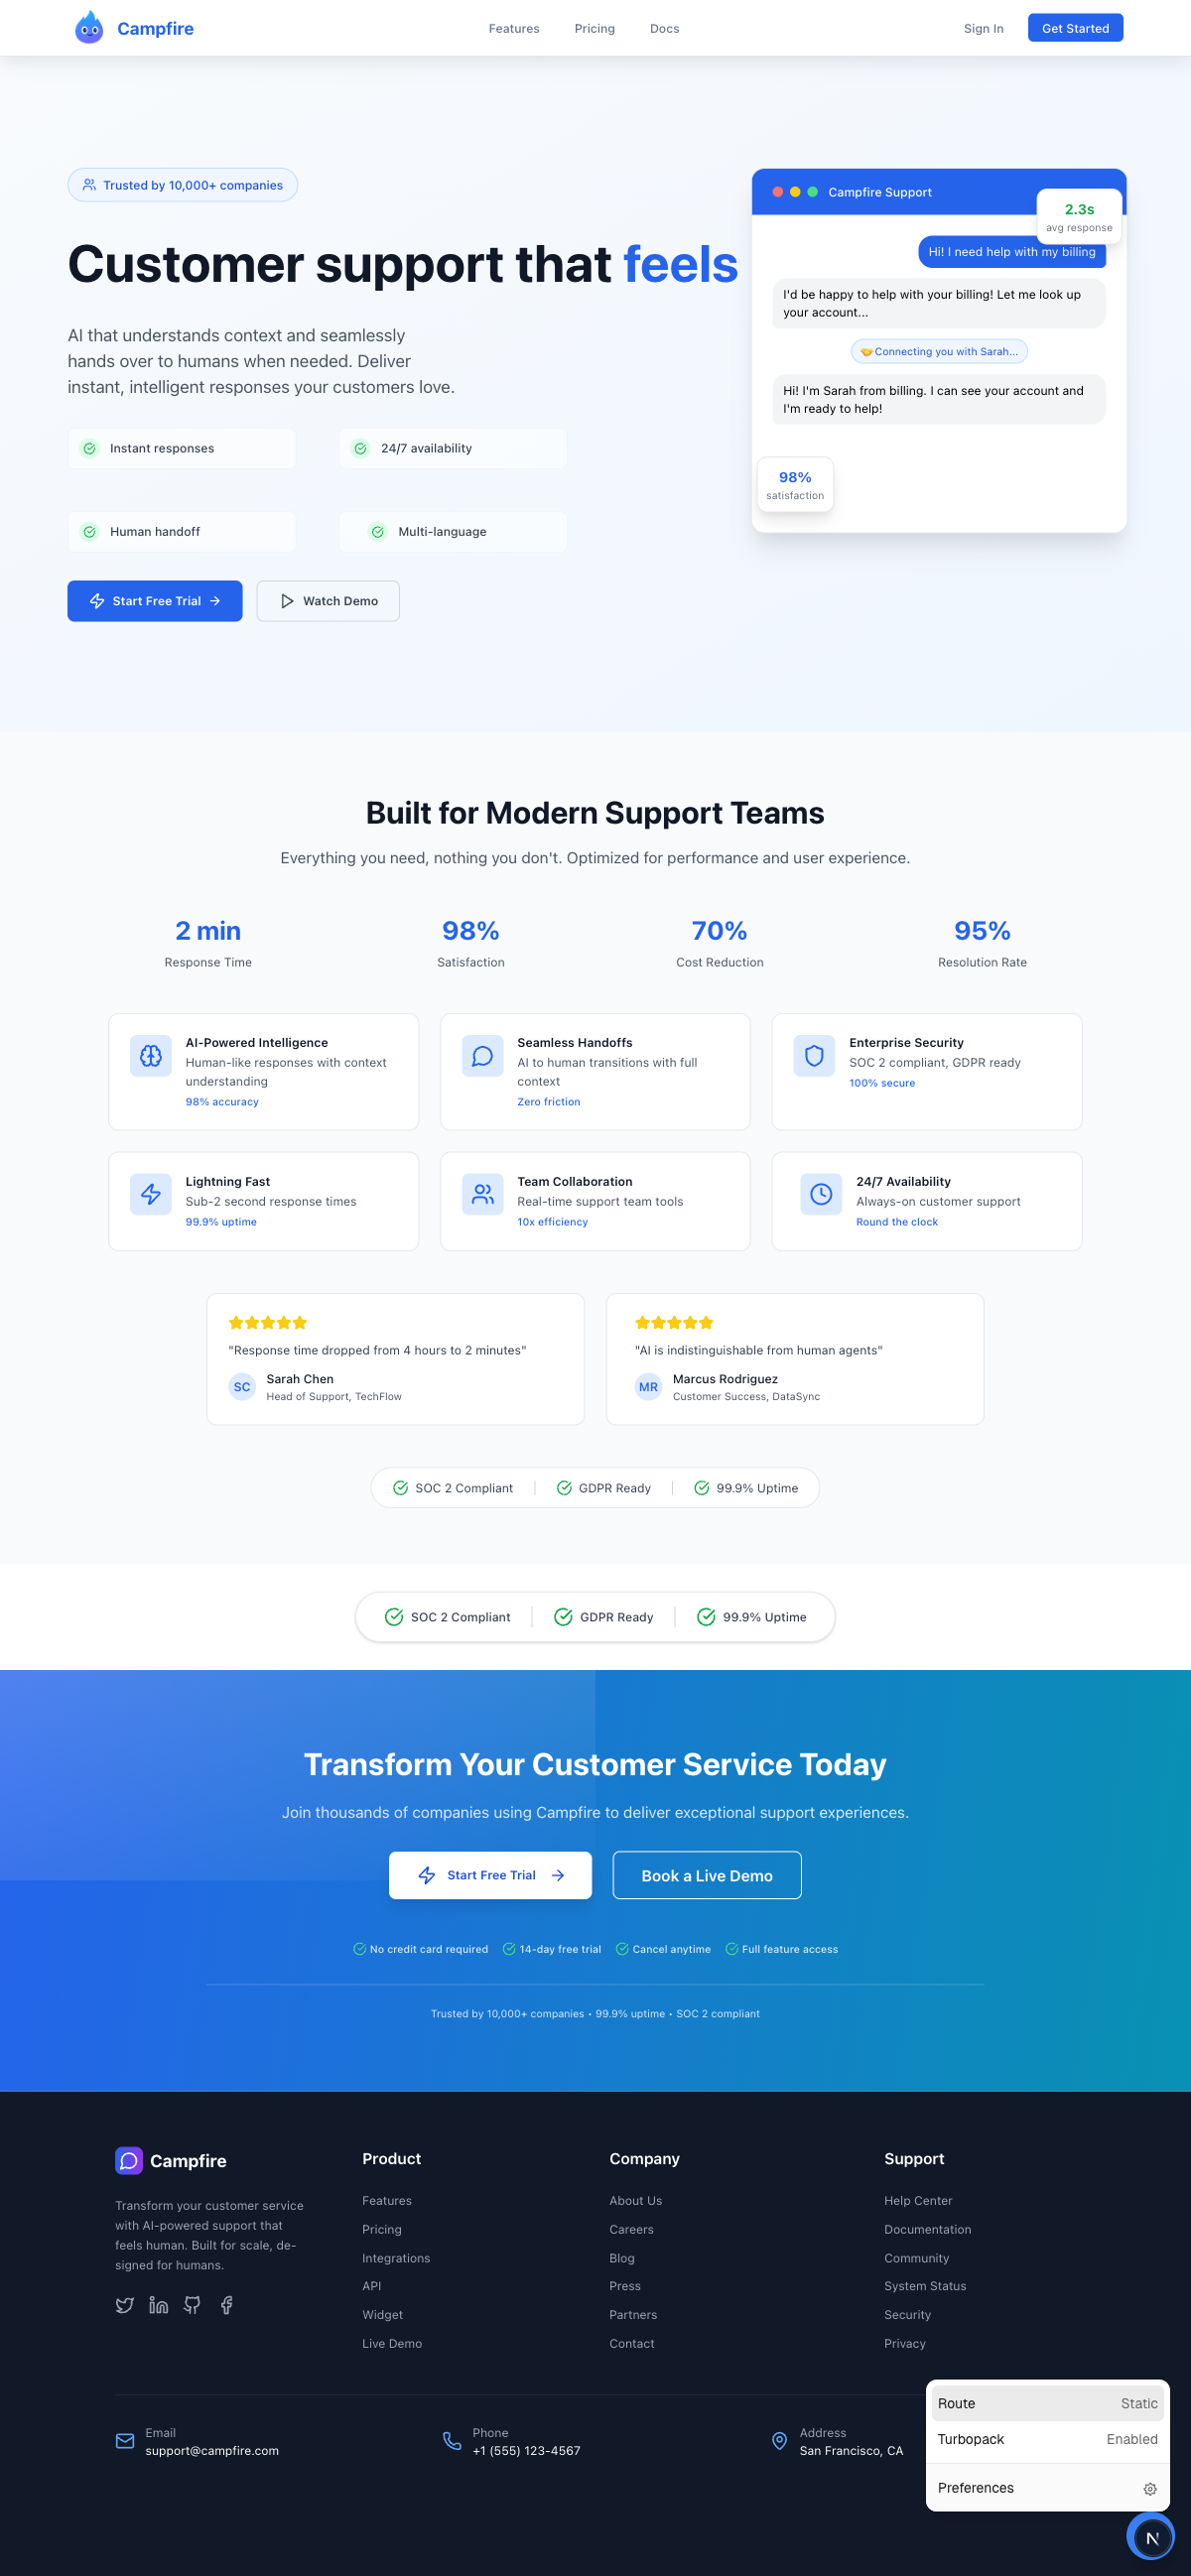 Campfire
Features
Pricing
Docs
Sign In
Get Started
Trusted by 10,000+ companies
Customer support that feels
AI that understands context and seamlessly
hands over to humans when needed. Deliver
instant, intelligent responses your customers love.
Instant responses
24/7 availability
Human handoff
Multi-language
Start Free Trial
Watch Demo
Campfire Support
2.3s
avg response
Hi! I need help with my billing
I'd be happy to help with your billing! Let me look up
your account...
🤝 Connecting you with Sarah...
Hi! I'm Sarah from billing. I can see your account and
I'm ready to help!
98%
satisfaction
Built for Modern Support Teams
Everything you need, nothing you don't. Optimized for performance and user experience.
2 min
Response Time
98%
Satisfaction
70%
Cost Reduction
95%
Resolution Rate
AI-Powered Intelligence
Human-like responses with context
understanding
98% accuracy
Seamless Handoffs
AI to human transitions with full
context
Zero friction
Enterprise Security
SOC 2 compliant, GDPR ready
100% secure
Lightning Fast
Sub-2 second response times
99.9% uptime
Team Collaboration
Real-time support team tools
10x efficiency
24/7 Availability
Always-on customer support
Round the clock
"Response time dropped from 4 hours to 2 minutes"
SC
Sarah Chen
Head of Support, TechFlow
"AI is indistinguishable from human agents"
MR
Marcus Rodriguez
Customer Success, DataSync
SOC 2 Compliant
GDPR Ready
99.9% Uptime
SOC 2 Compliant
GDPR Ready
99.9% Uptime
Transform Your Customer Service Today
Join thousands of companies using Campfire to deliver exceptional support experiences.
Start Free Trial
Book a Live Demo
No credit card required
14-day free trial
Cancel anytime
Full feature access
Trusted by 10,000+ companies • 99.9% uptime • SOC 2 compliant
Campfire
Transform your customer service
with AI-powered support that
feels human. Built for scale, de-
signed for humans.
Product
Features
Pricing
Integrations
API
Widget
Live Demo
Company
About Us
Careers
Blog
Press
Partners
Contact
Support
Help Center
Documentation
Community
System Status
Security
Privacy
Email
support@campfire.com
Phone
+1 (555) 123-4567
Address
San Francisco, CA
Route
Static
Turbopack
Enabled
Preferences
N